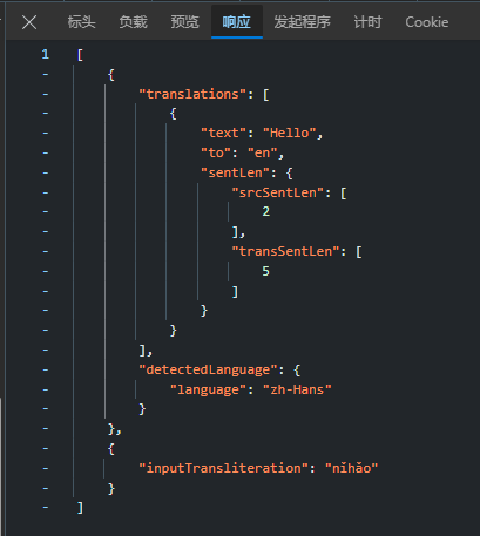 标头 负载 预览 响应 发起程序 计时 Cookie
1 [
- {
- "translations": [
- {
- "text": "Hello",
- "to": "en",
- "sentLen": {
- "srcSentLen": [
- 2
- ],
- "transSentLen": [
- 5
- ]
- }
- }
- ],
- "detectedLanguage": {
- "language": "zh-Hans"
- }
- },
- {
- "inputTransliteration": "nǐhǎo"
- }
- ]